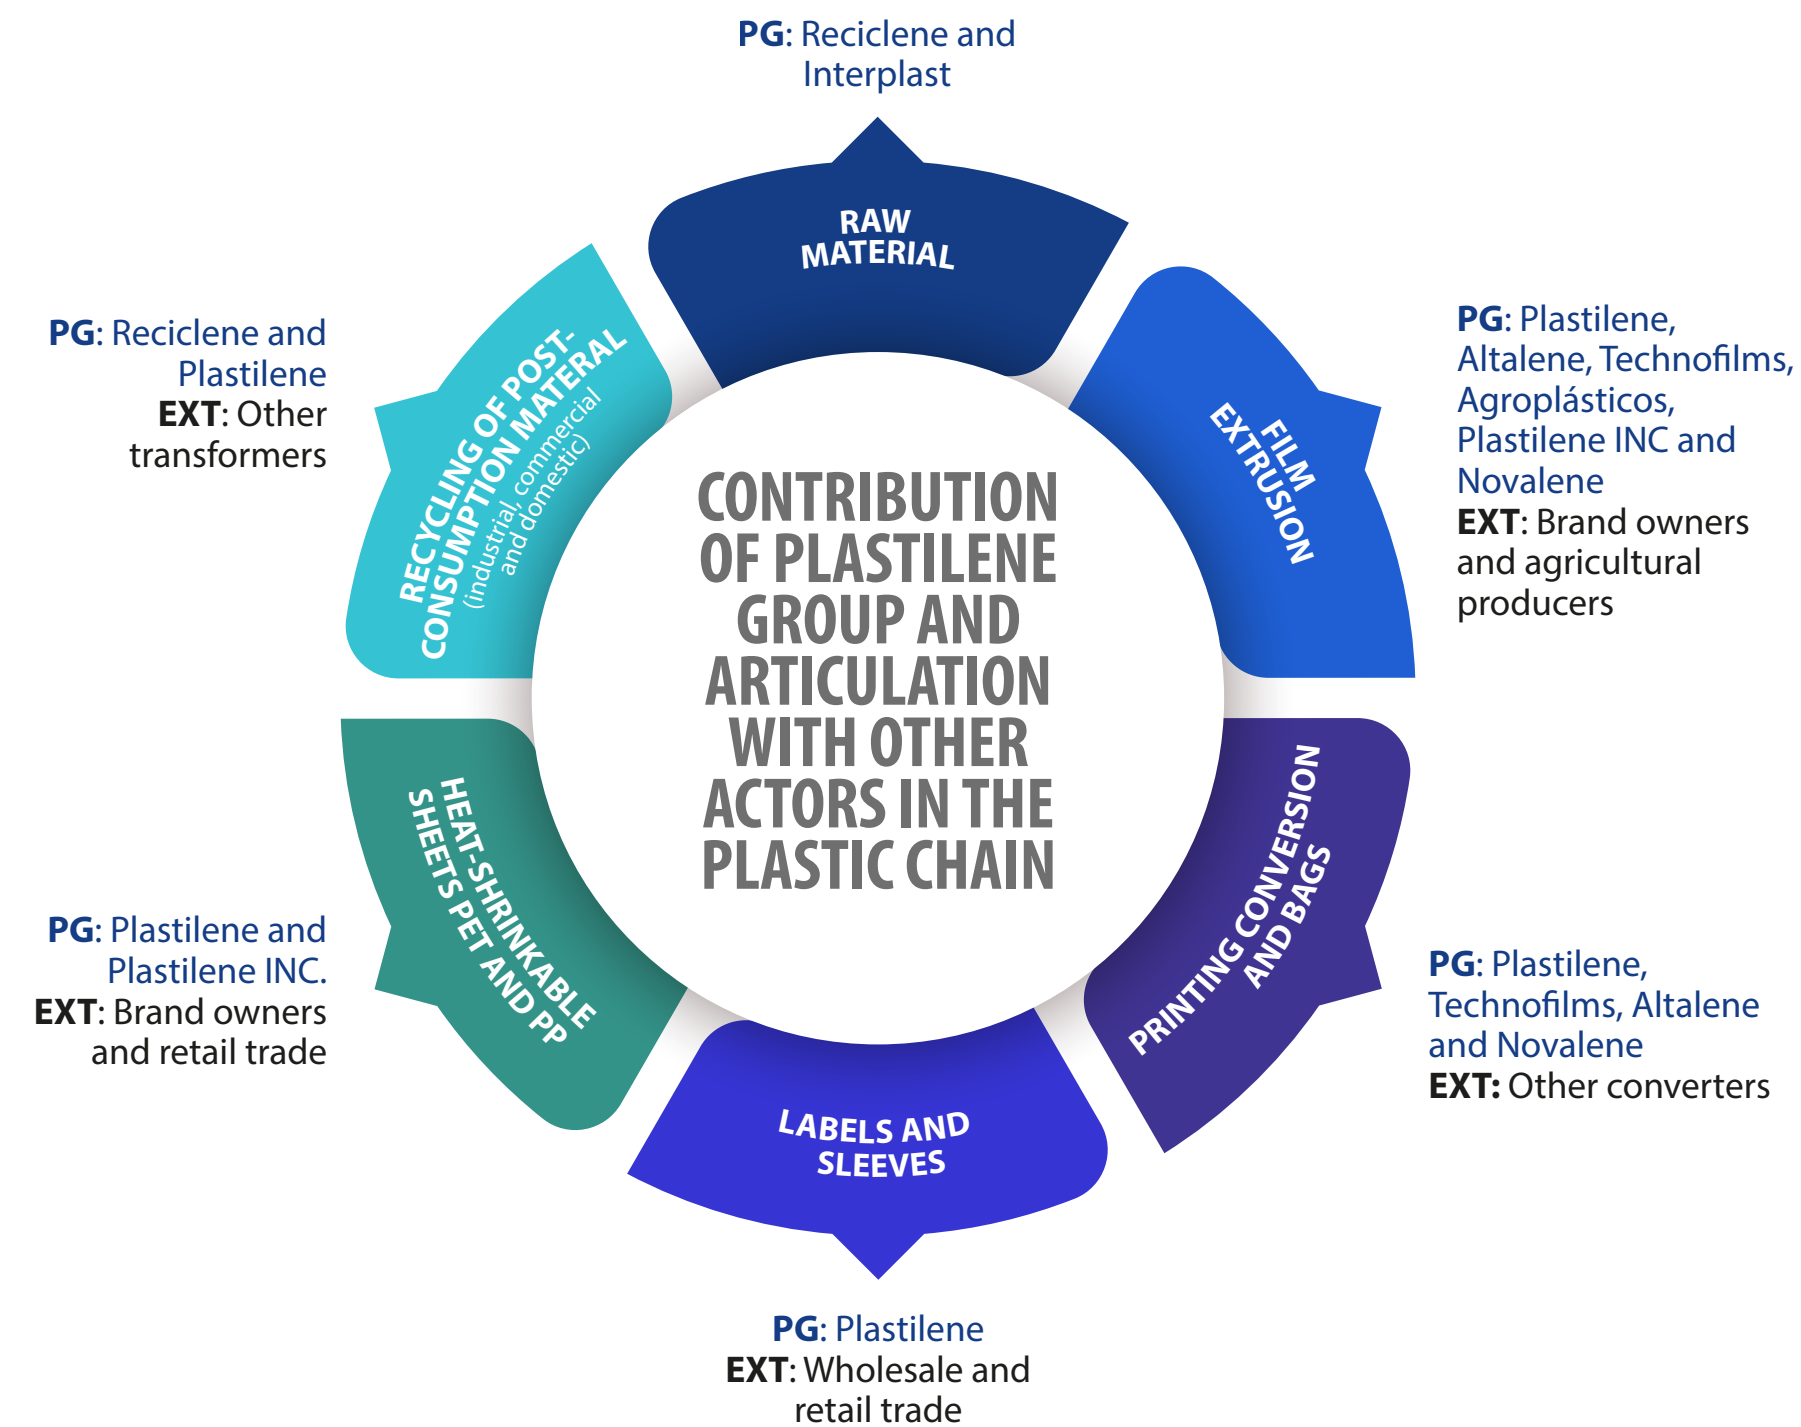 PG: Reciclene and
Interplast
RAW
MATERIAL
PG: Plastilene,
Altalene, Technofilms,
Agroplásticos,
Plastilene INC and
Novalene
EXT: Brand owners
and agricultural
producers
FILM
EXTRUSION
PG: Plastilene,
Technofilms, Altalene
and Novalene
EXT: Other converters
PRINTING CONVERSION
AND BAGS
LABELS AND
SLEEVES
PG: Plastilene
EXT: Wholesale and
retail trade
HEAT-SHRINKABLE
SHEETS PET AND PP
PG: Plastilene and
Plastilene INC.
EXT: Brand owners
and retail trade
RECYCLING OF POST-
CONSUMPTION MATERAL
(industrial, commercial
and domestic)
PG: Reciclene and
Plastilene
EXT: Other
transformers
CONTRIBUTION
OF PLASTILENE
GROUP AND
ARTICULATION
WITH OTHER
ACTORS IN THE
PLASTIC CHAIN